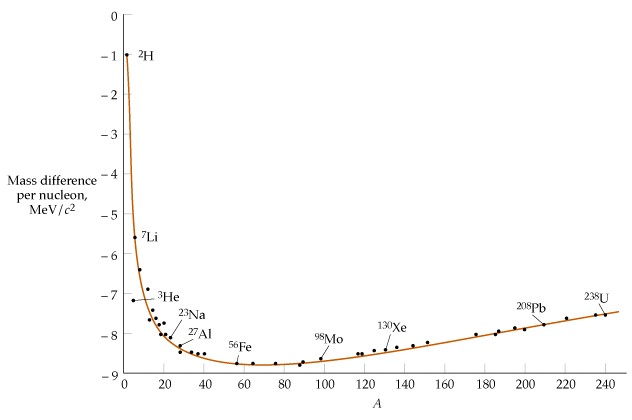 0
– 1
– 2
– 3
– 4
– 5
– 6
– 7
– 8
– 9
Mass difference
per nucleon,
MeV/c²
²H
⁷Li
³He
²³Na
²⁷Al
⁵⁶Fe
⁹⁸Mo
¹³⁰Xe
²⁰⁸Pb
²³⁸U
0 20 40 60 80 100 120 140 160 180 200 220 240
A